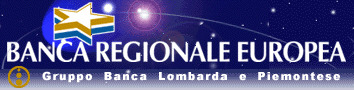 BANCA REGIONALE EUROPEA
Gruppo Banca Lombarda e Piemontese